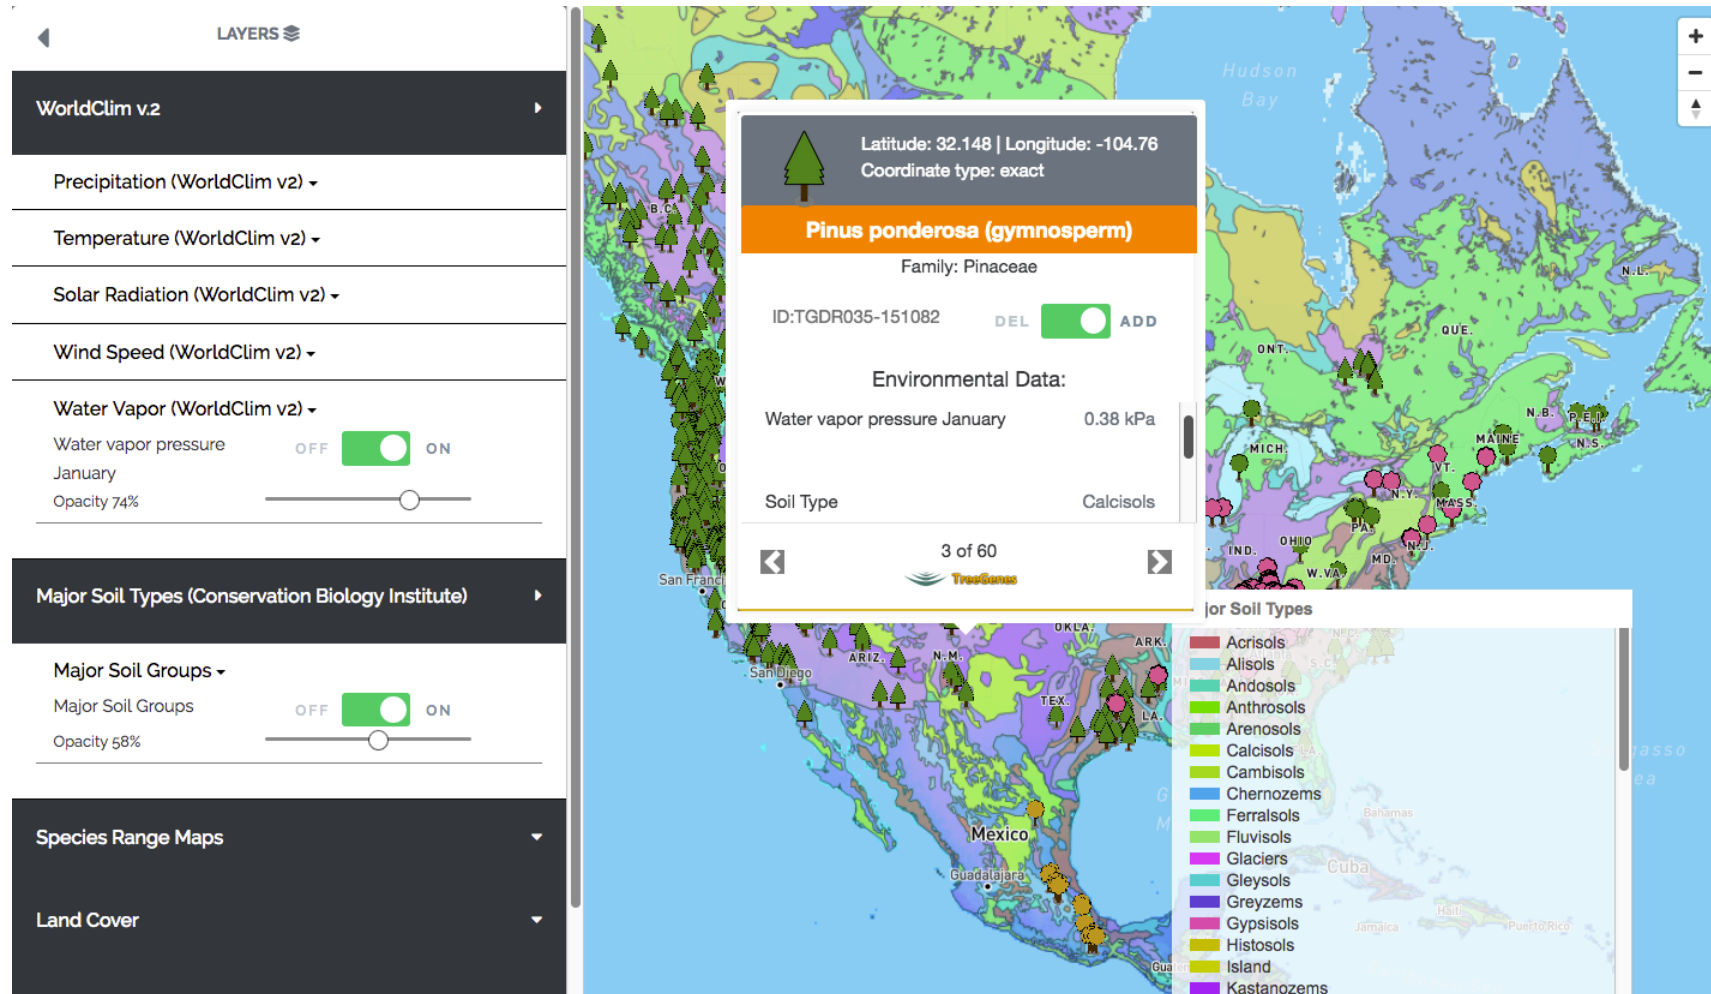 LAYERS
WorldClim v.2
Precipitation (WorldClim v2)
Temperature (WorldClim v2)
Solar Radiation (WorldClim v2)
Wind Speed (WorldClim v2)
Water Vapor (WorldClim v2)
Water vapor pressure
January
OFF ON
Opacity 74%
Major Soil Types (Conservation Biology Institute)
Major Soil Groups
Major Soil Groups
OFF ON
Opacity 58%
Species Range Maps
Land Cover
Latitude: 32.148 | Longitude: -104.76
Coordinate type: exact
Pinus ponderosa (gymnosperm)
Family: Pinaceae
ID:TGDR035-151082
DEL ADD
Environmental Data:
Water vapor pressure January 0.38 kPa
Soil Type Calcisols
3 of 60
TreeGenes
Hudson
Bay
B.C.
N.L.
QUE.
ONT.
N.B.
P.E.I.
MAINE
N.S.
MICH.
VT.
N.Y.
MASS.
PA.
OHIO
IND.
N.J.
MD.
W.VA.
San Franci
OKLA.
ARK.
ARIZ.
N.M.
San Diego
TEX.
LA.
Mexico
Guadalajara
jor Soil Types
Acrisols
Alisols
Andosols
Anthrosols
Arenosols
Calcisols
Cambisols
Chernozems
Ferralsols
Fluvisols
Glaciers
Gleysols
Greyzems
Gypsisols
Histosols
Island
Kastanozems
N.C.
S.C.
Bahamas
Cuba
Haiti
Jamaica
Puerto Rico
gasso
ea